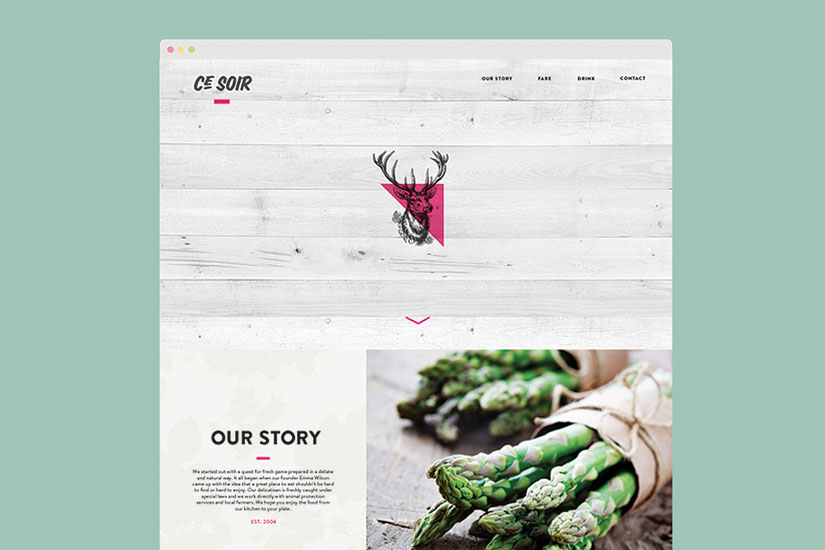 CE SOIR
OUR STORY FARE DRINK CONTACT
OUR STORY
We started out with a quest for fresh game prepared in a deliate
and natural way. It all began when our founder Emma Wilson
came up with the idea that a great place to eat shouldn't be hard
to find or hard to enjoy. Our delicatisan is freshly caught under
special laws and we work directly with animal protection
services and local farmers. We hope you enjoy the food from
our kitchen to your plate.
EST. 2004